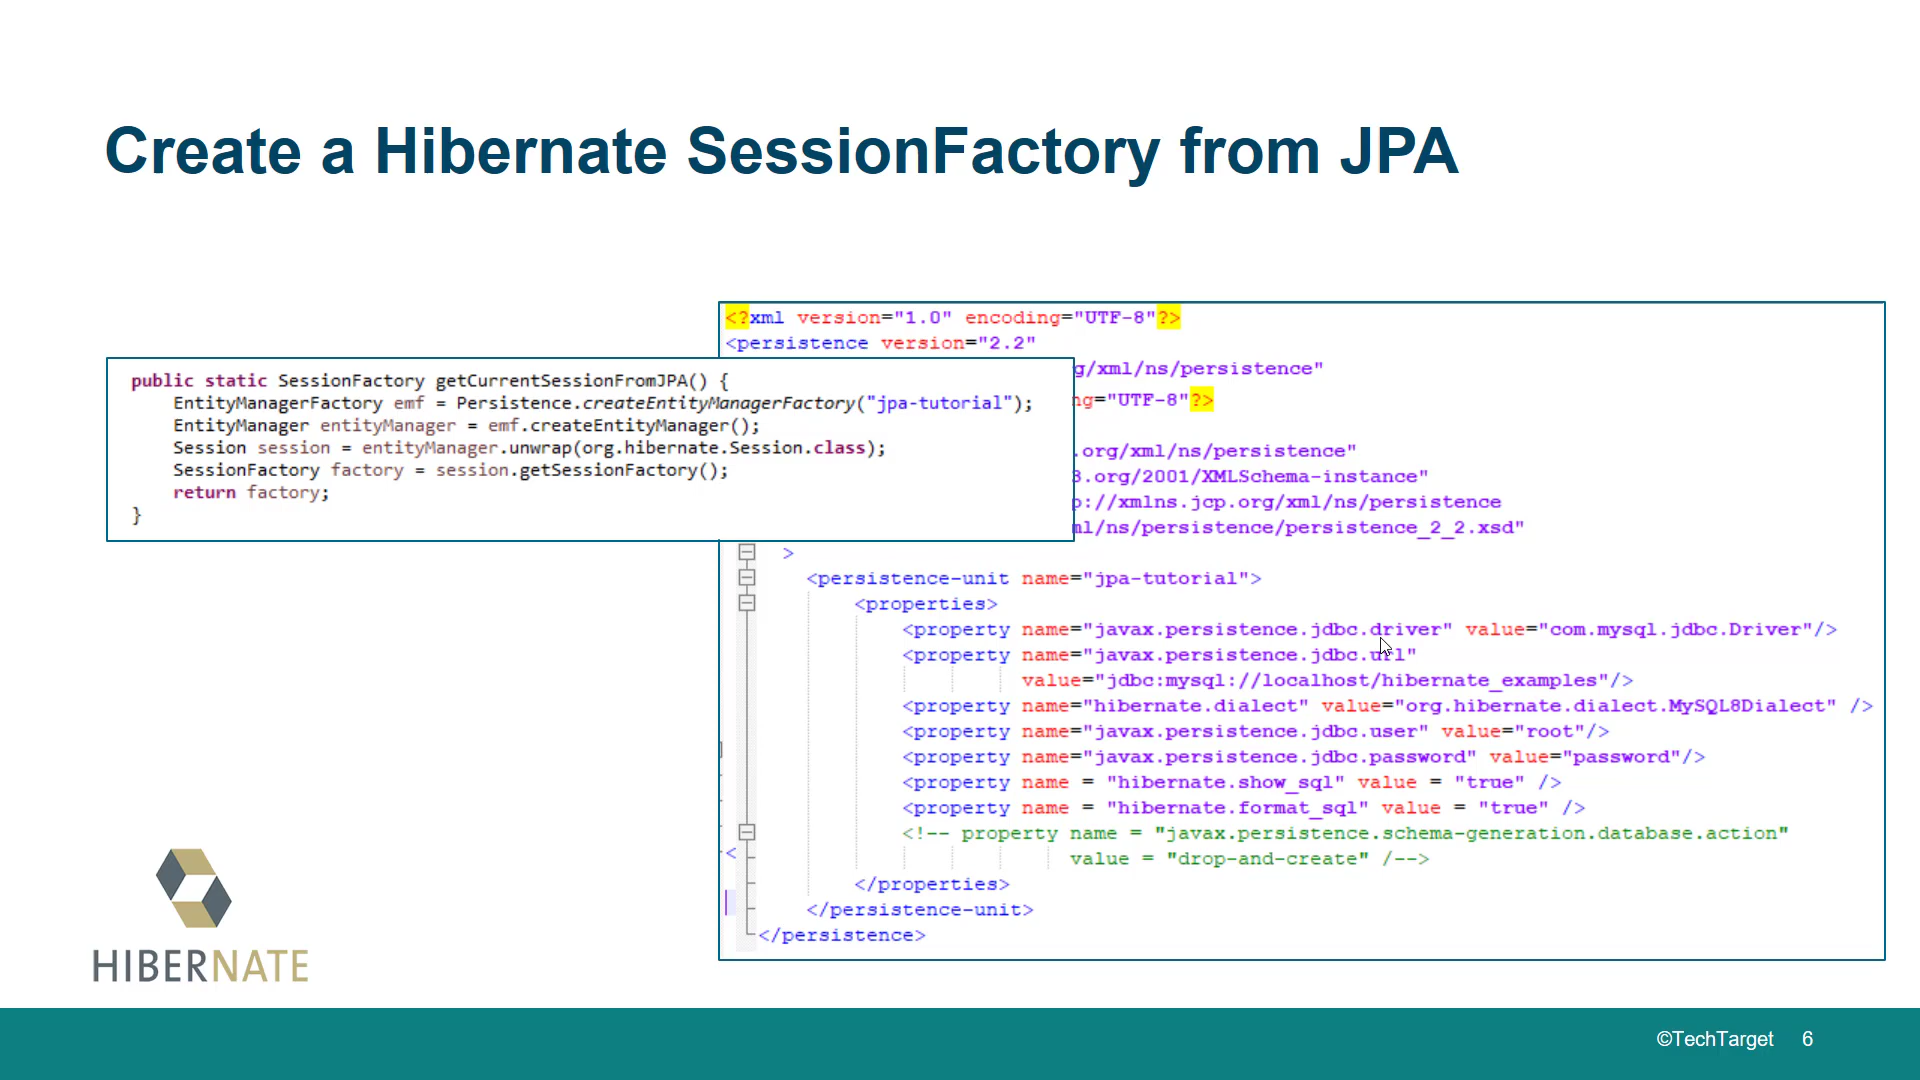 Create a Hibernate SessionFactory from JPA
<?xml version="1.0" encoding="UTF-8"?>
<persistence version="2.2"
g/xml/ns/persistence"
ng="UTF-8"?>
.org/xml/ns/persistence"
3.org/2001/XMLSchema-instance"
p://xmlns.jcp.org/xml/ns/persistence
ml/ns/persistence/persistence_2_2.xsd"
public static SessionFactory getCurrentSessionFromJPA() {
EntityManagerFactory emf = Persistence.createEntityManagerFactory("jpa-tutorial");
EntityManager entityManager = emf.createEntityManager();
Session session = entityManager.unwrap(org.hibernate.Session.class);
SessionFactory factory = session.getSessionFactory();
return factory;
}
>
<persistence-unit name="jpa-tutorial">
<properties>
<property name="javax.persistence.jdbc.driver" value="com.mysql.jdbc.Driver"/>
<property name="javax.persistence.jdbc.url"
value="jdbc:mysql://localhost/hibernate_examples"/>
<property name="hibernate.dialect" value="org.hibernate.dialect.MySQL8Dialect" />
<property name="javax.persistence.jdbc.user" value="root"/>
<property name="javax.persistence.jdbc.password" value="password"/>
<property name = "hibernate.show_sql" value = "true" />
<property name = "hibernate.format_sql" value = "true" />
<!-- property name = "javax.persistence.schema-generation.database.action"
value = "drop-and-create" /-->
</properties>
</persistence-unit>
</persistence>
HIBERNATE
©TechTarget 6